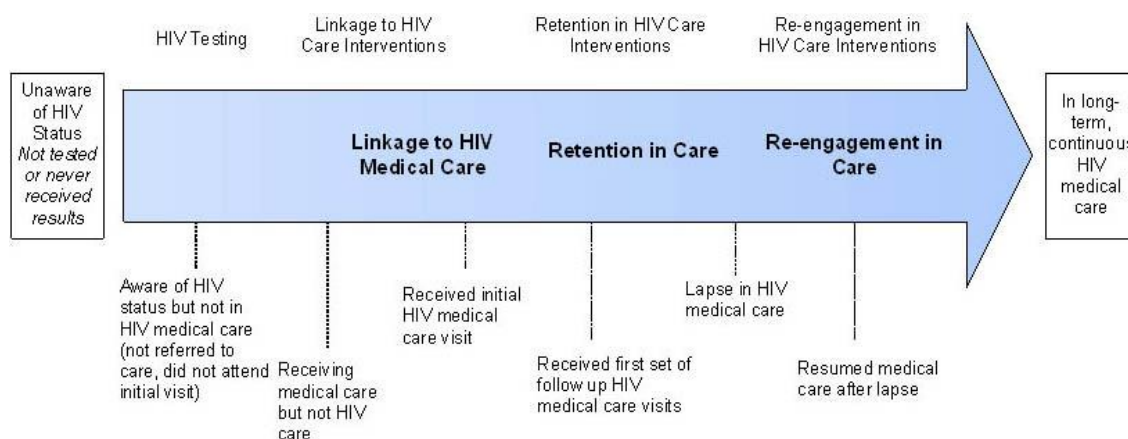 HIV Testing
Linkage to HIV
Care Interventions
Retention in HIV Care
Interventions
Re-engagement in
HIV Care Interventions
Unaware
of HIV
Status
Not tested
or never
received
results
Linkage to HIV
Medical Care
Retention in Care
Re-engagement in
Care
In long-
term,
continuous
HIV
medical
care
Aware of HIV
status but not in
HIV medical care
(not referred to
care, did not attend
initial visit)
Receiving
medical care
but not HIV
care
Received initial
HIV medical
care visit
Received first set of
follow up HIV
medical care visits
Lapse in HIV
medical care
Resumed medical
care after lapse